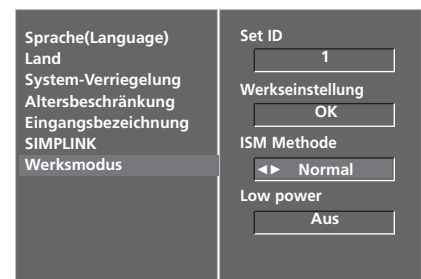 Sprache(Language)
Land
System-Verriegelung
Altersbeschränkung
Eingangsbezeichnung
SIMPLINK
Werksmodus
Set ID
1
Werkseinstellung
OK
ISM Methode
◄► Normal
Low power
Aus